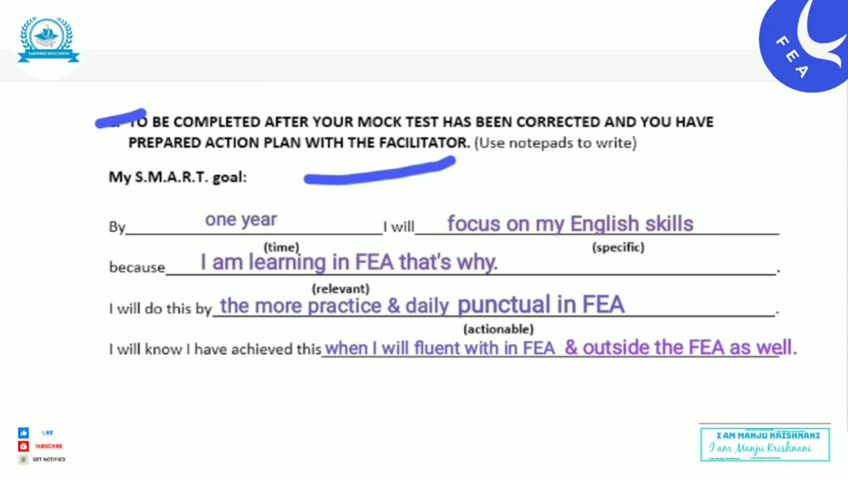 FEA
TO BE COMPLETED AFTER YOUR MOCK TEST HAS BEEN CORRECTED AND YOU HAVE
PREPARED ACTION PLAN WITH THE FACILITATOR. (Use notepads to write)
My S.M.A.R.T. goal:
By one year I will focus on my English skills
(time) (specific)
because I am learning in FEA that's why.
(relevant)
I will do this by the more practice & daily punctual in FEA.
(actionable)
I will know I have achieved this when I will fluent with in FEA & outside the FEA as well.
LIKE
SUBSCRIBE
GET NOTIFIED
I AM MANJU KRISHNANI
I am Manju Krishnani